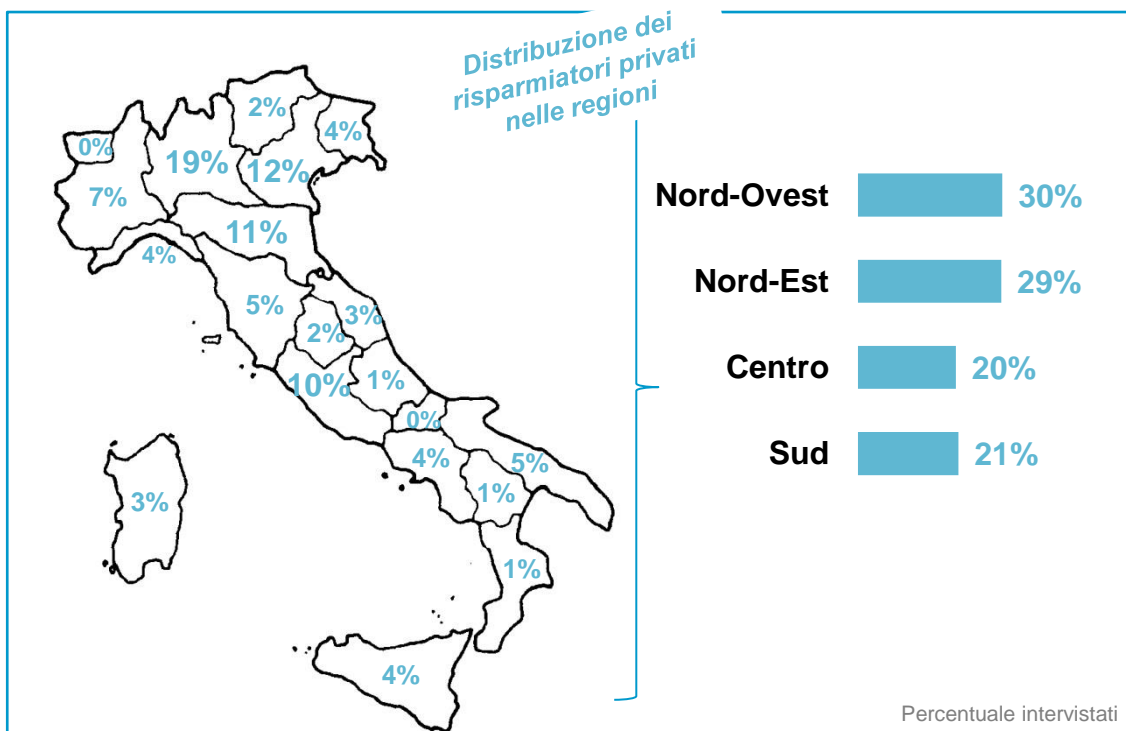 Distribuzione dei
risparmiatori privati
nelle regioni
2%
4%
0%
19%
12%
7%
11%
4%
5%
3%
2%
10%
1%
0%
4%
5%
1%
3%
1%
4%
Nord-Ovest 30%
Nord-Est 29%
Centro 20%
Sud 21%
Percentuale intervistati